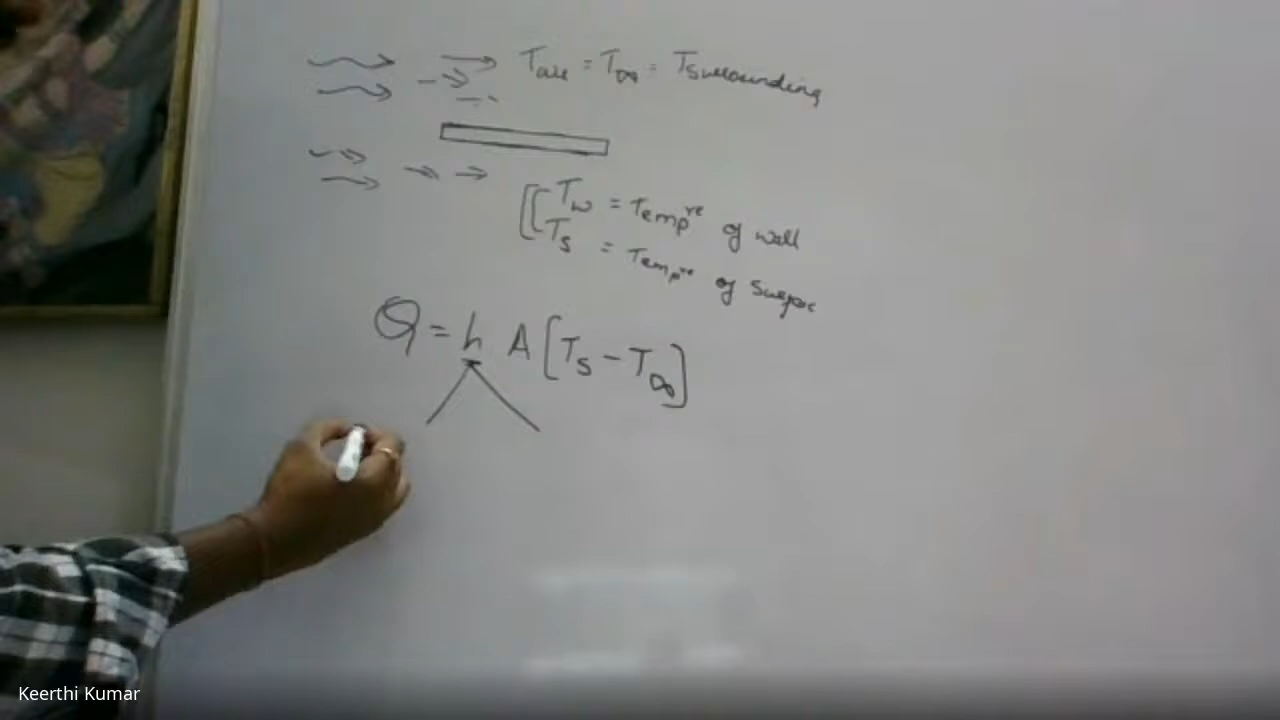 Tair = T∞ = Tsurrounding
Tw = Tempre of wall
Ts = Tempre of Surface
Q = h A [Ts - T∞]
Keerthi Kumar